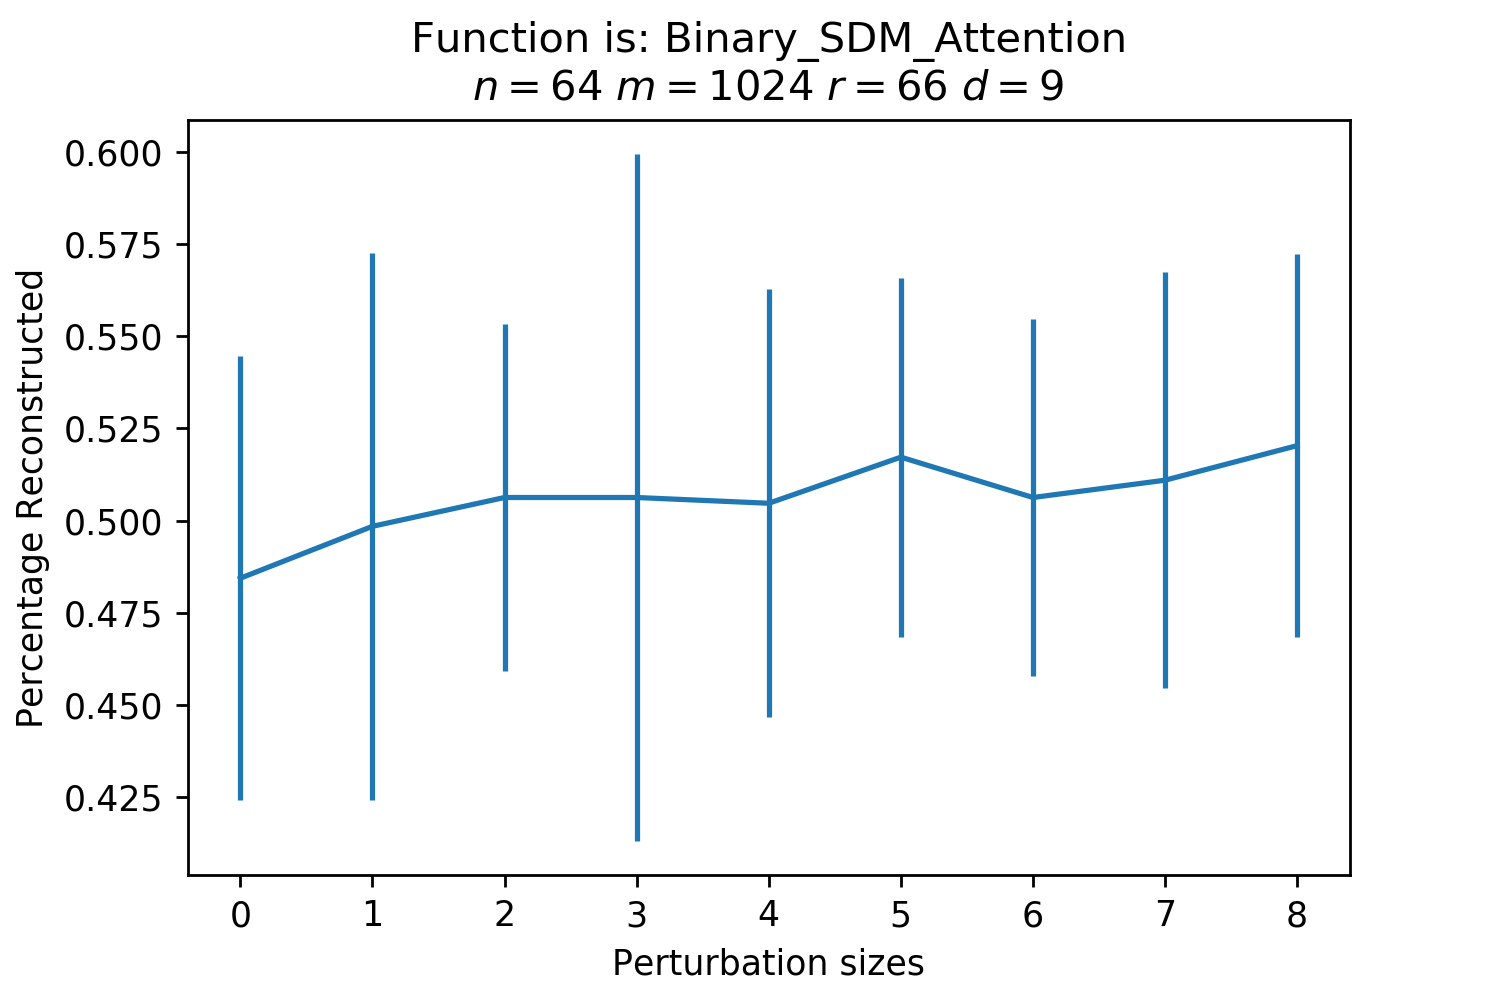 Function is: Binary_SDM_Attention
n = 64 m = 1024 r = 66 d = 9
Percentage Reconstructed
0.600
0.575
0.550
0.525
0.500
0.475
0.450
0.425
0 1 2 3 4 5 6 7 8
Perturbation sizes